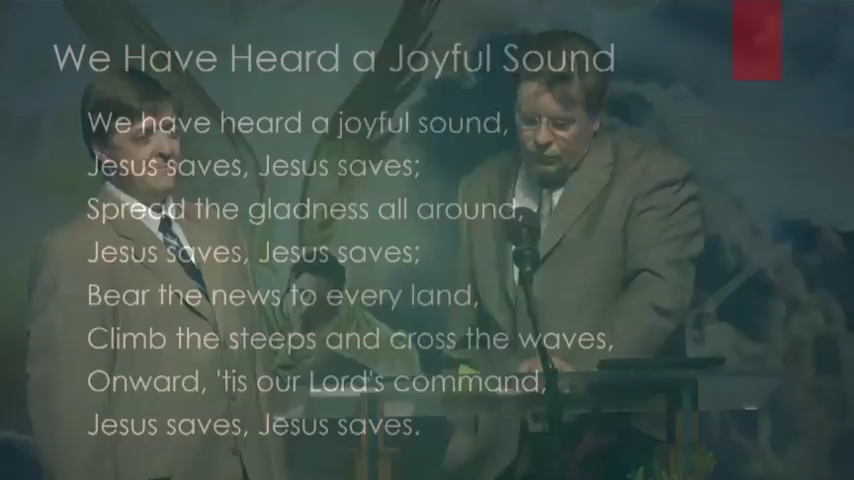 We Have Heard a Joyful Sound
We have heard a joyful sound,
Jesus saves, Jesus saves;
Spread the gladness all around,
Jesus saves, Jesus saves;
Bear the news to every land,
Climb the steeps and cross the waves,
Onward, 'tis our Lord's command,
Jesus saves, Jesus saves.